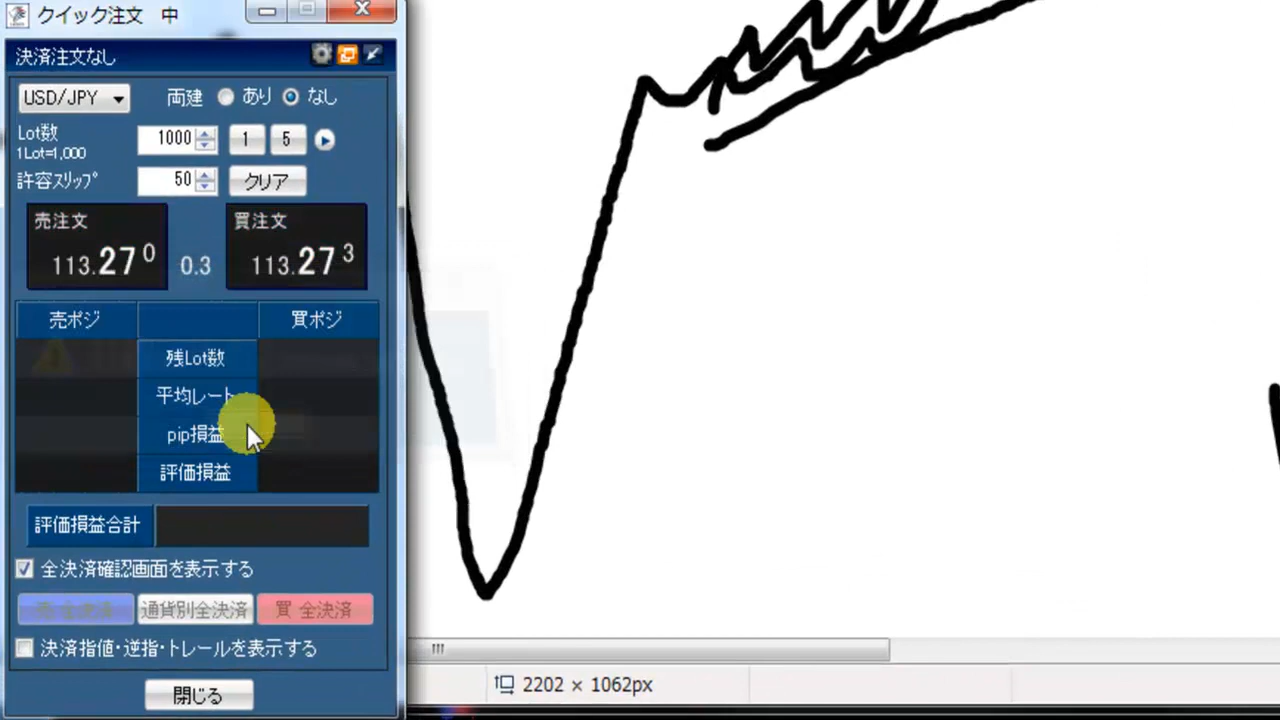 クイック注文 中
決済注文なし
USD/JPY 両建 あり なし
Lot数 1000 1 5
1Lot=1,000
許容スリップ 50 クリア
売注文 買注文
113.270 0.3 113.273
売ポジ 買ポジ
残Lot数
平均レート
pip損益
評価損益
評価損益合計
全決済確認画面を表示する
通貨別全決済 買 全決済
決済指値・逆指・トレールを表示する
閉じる
2202 × 1062px